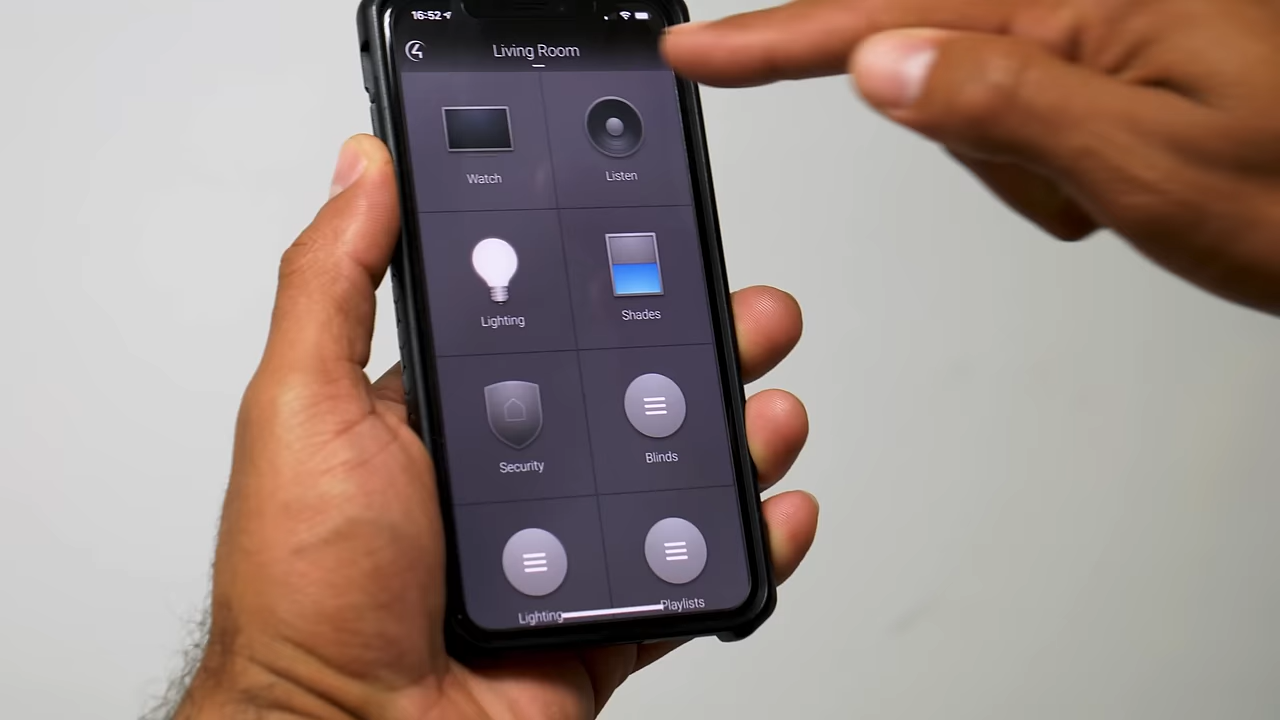 16:52
Living Room
Watch
Listen
Lighting
Shades
Security
Blinds
Lighting
Playlists